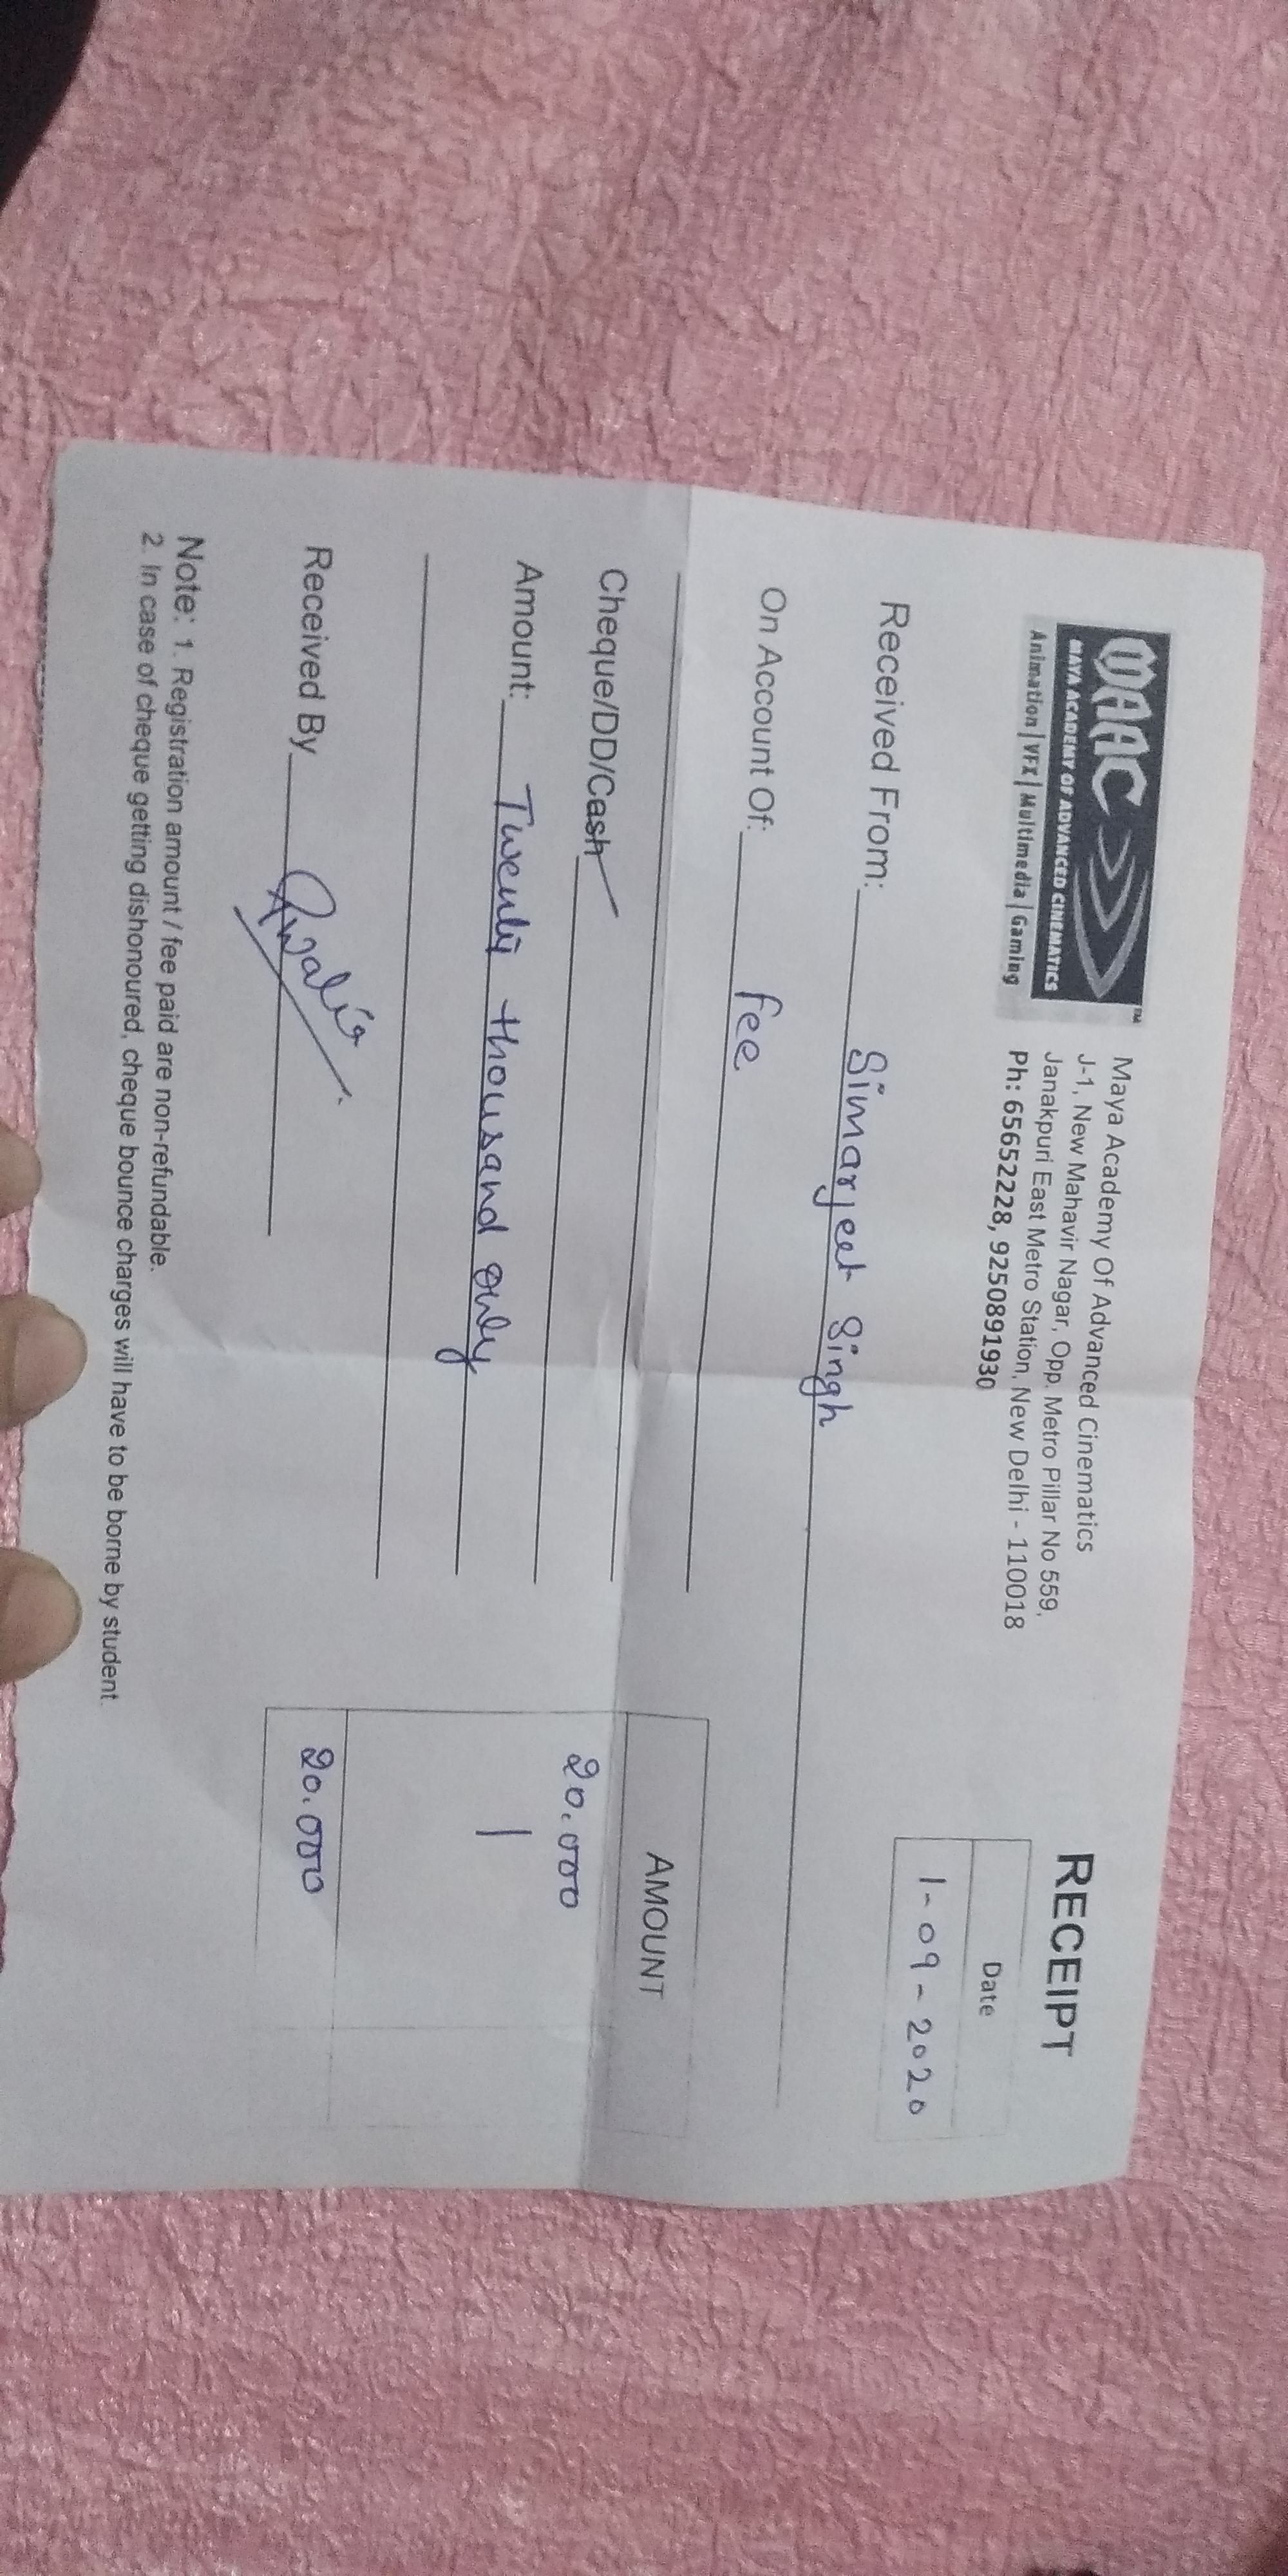 MAAC
MAYA ACADEMY OF ADVANCED CINEMATICS
Animation | VFX | Multimedia | Gaming
TM
Maya Academy Of Advanced Cinematics
J-1, New Mahavir Nagar, Opp. Metro Pillar No 559,
Janakpuri East Metro Station, New Delhi - 110018
Ph: 65652228, 9250891930
RECEIPT
Date
1-09-2020
Received From: Simarjeet Singh
On Account Of: fee
AMOUNT
Cheque/DD/Cash
20.000
Amount: Twenty thousand only
Received By
20.000
Note: 1. Registration amount / fee paid are non-refundable.
2. In case of cheque getting dishonoured, cheque bounce charges will have to be borne by student.